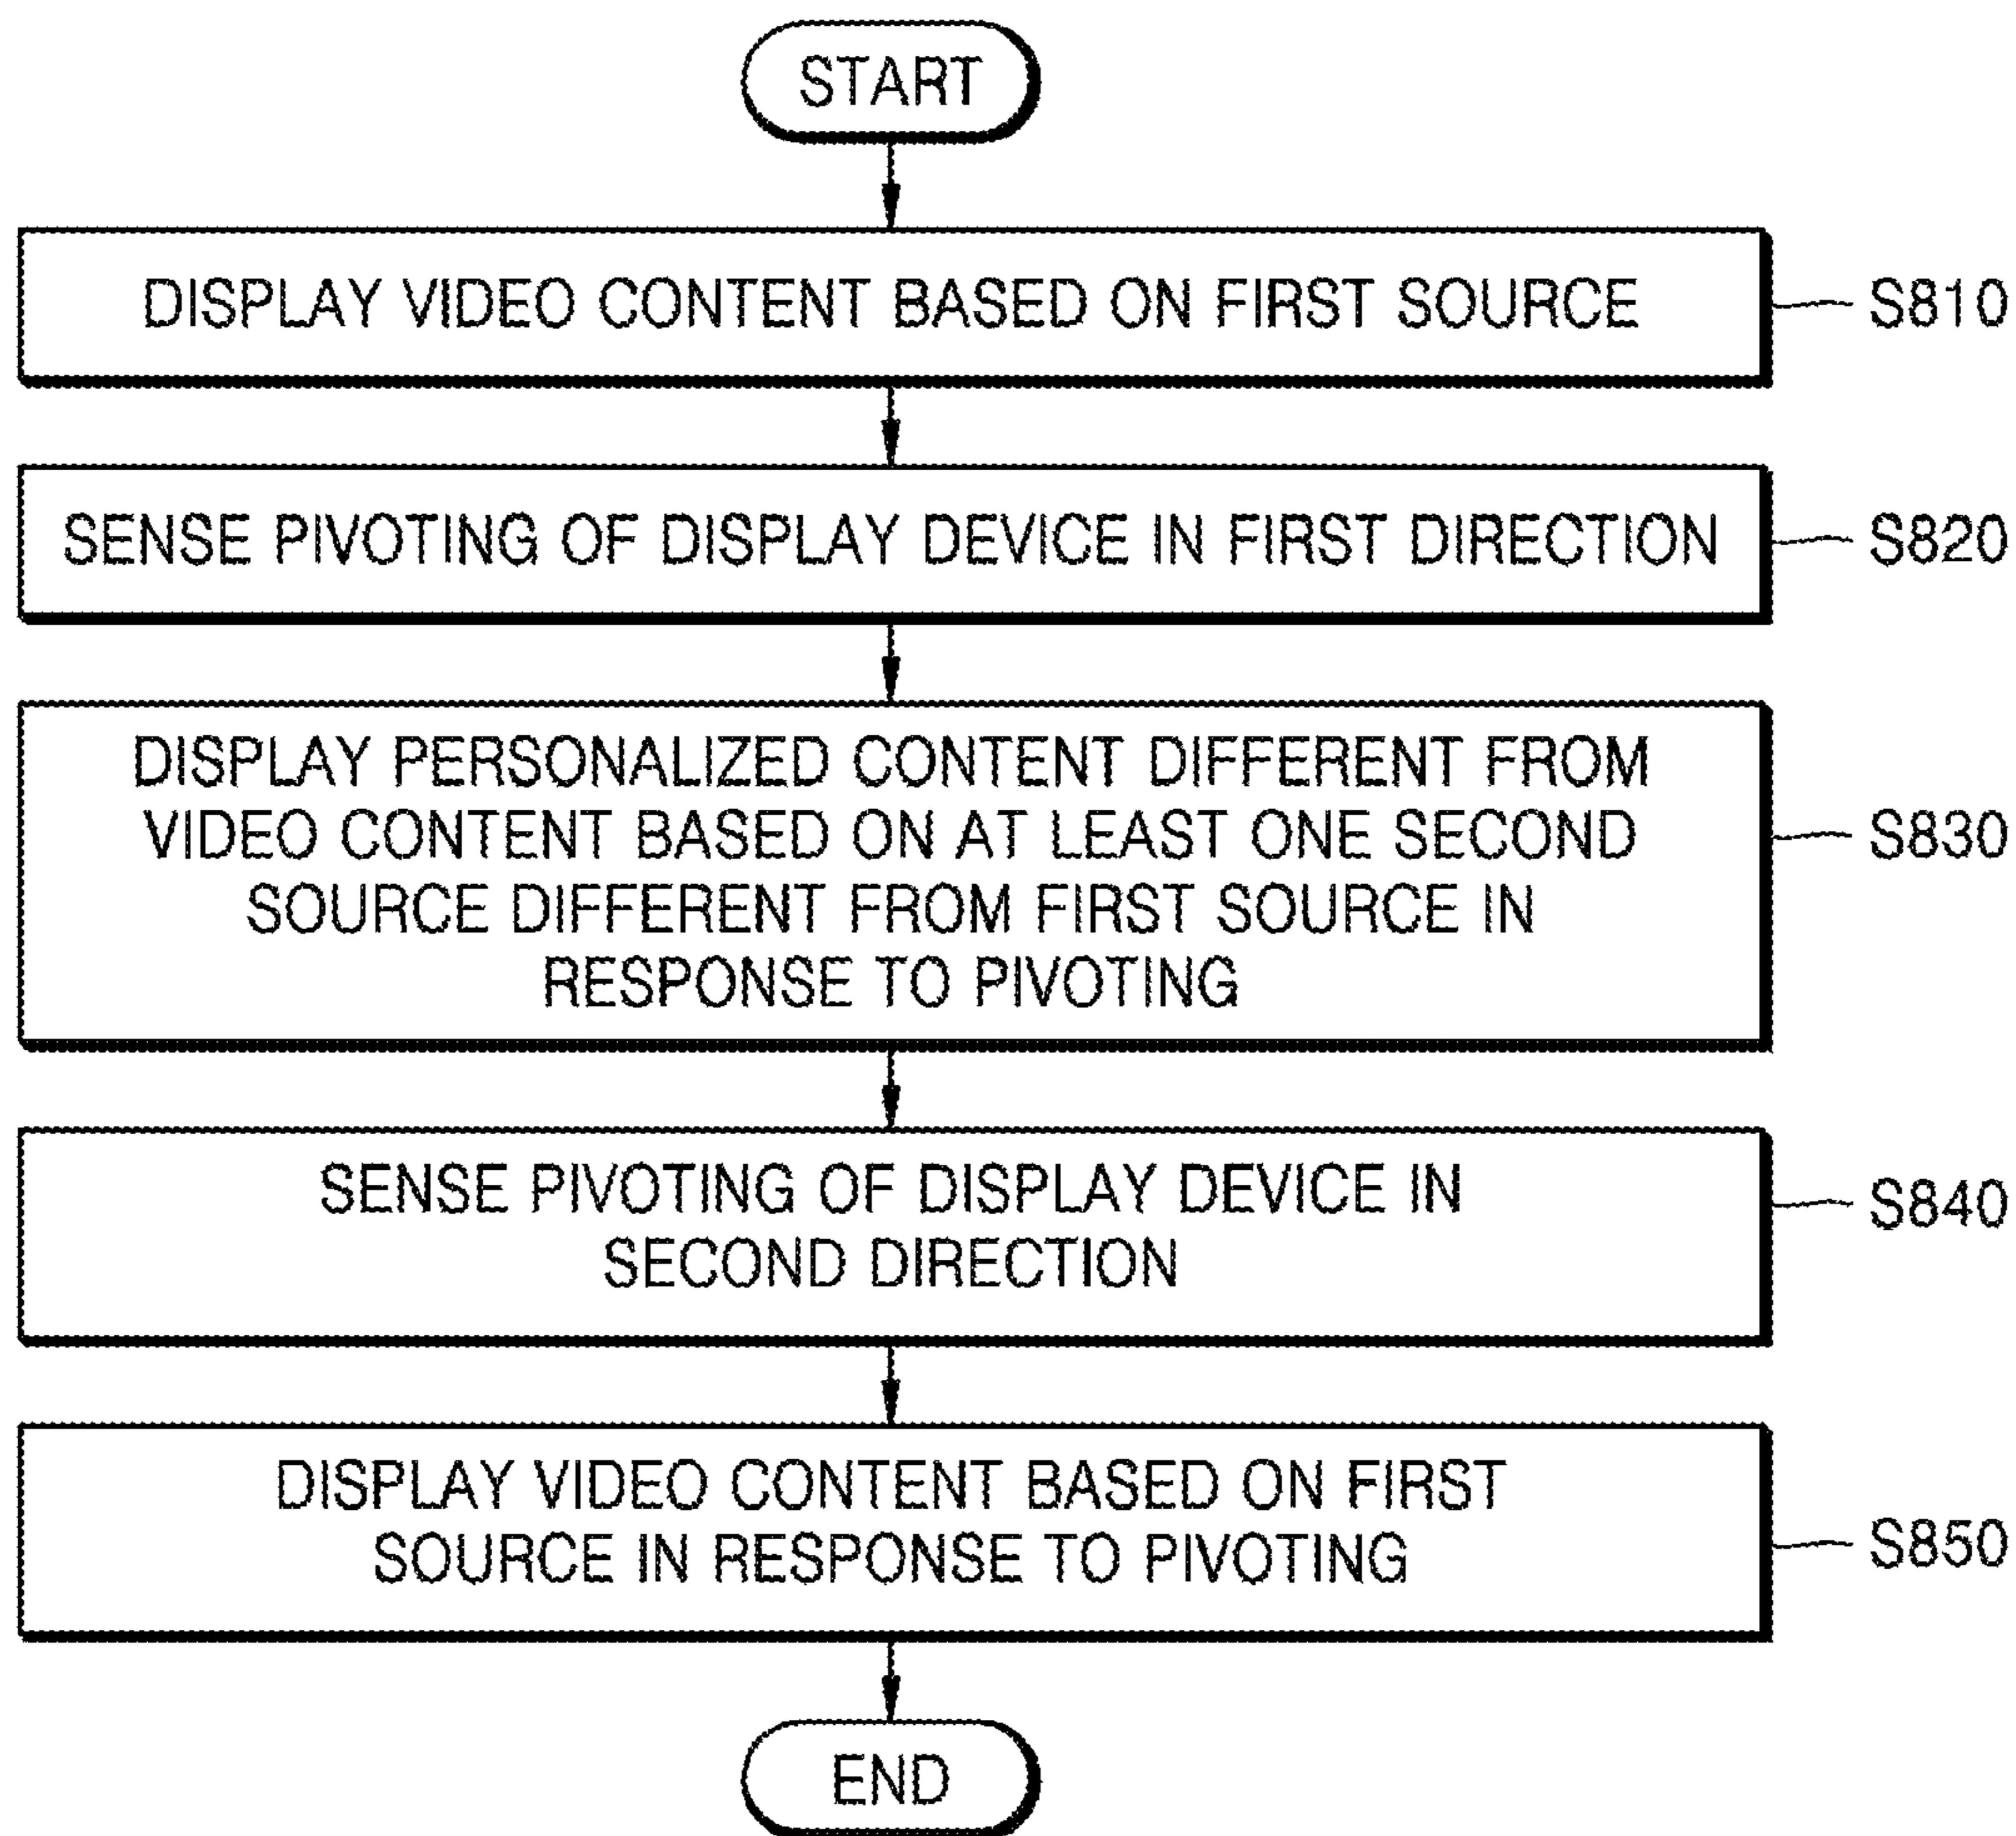 START
DISPLAY VIDEO CONTENT BASED ON FIRST SOURCE
S810
SENSE PIVOTING OF DISPLAY DEVICE IN FIRST DIRECTION
S820
DISPLAY PERSONALIZED CONTENT DIFFERENT FROM
VIDEO CONTENT BASED ON AT LEAST ONE SECOND
SOURCE DIFFERENT FROM FIRST SOURCE IN
RESPONSE TO PIVOTING
S830
SENSE PIVOTING OF DISPLAY DEVICE IN
SECOND DIRECTION
S840
DISPLAY VIDEO CONTENT BASED ON FIRST
SOURCE IN RESPONSE TO PIVOTING
S850
END